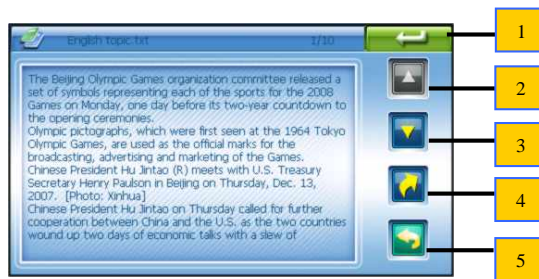 English topic.txt 1/10
The Beijing Olympic Games organization committee released a
set of symbols representing each of the sports for the 2008
Games on Monday, one day before its two-year countdown to
the opening ceremonies.
Olympic pictographs, which were first seen at the 1964 Tokyo
Olympic Games, are used as the official marks for the
broadcasting, advertising and marketing of the Games.
Chinese President Hu Jintao (R) meets with U.S. Treasury
Secretary Henry Paulson in Beijing on Thursday, Dec. 13,
2007. [Photo: Xinhua]
Chinese President Hu Jintao on Thursday called for further
cooperation between China and the U.S. as the two countries
wound up two days of economic talks with a slew of
1
2
3
4
5